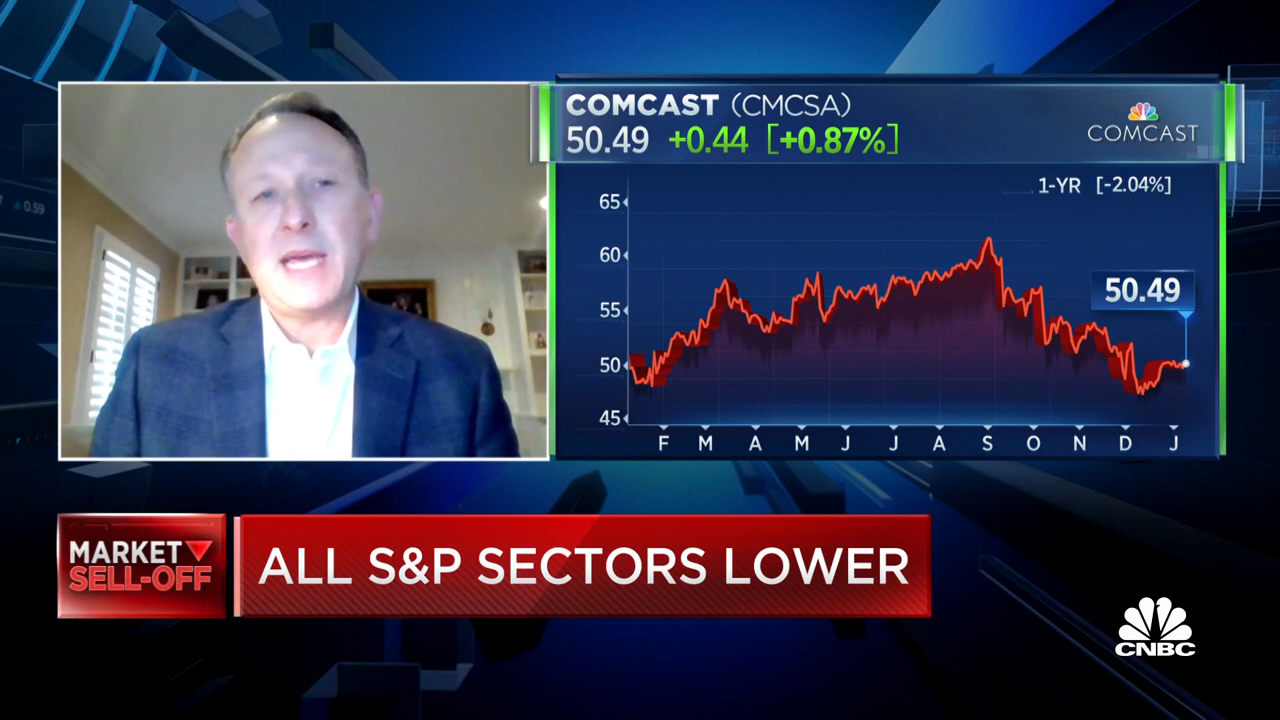 COMCAST (CMCSA)
50.49 +0.44 [+0.87%]
COMCAST
1-YR [-2.04%]
65
60
55
50
45
50.49
F M A M J J A S O N D J
0.59
MARKET
SELL-OFF
ALL S&P SECTORS LOWER
CNBC